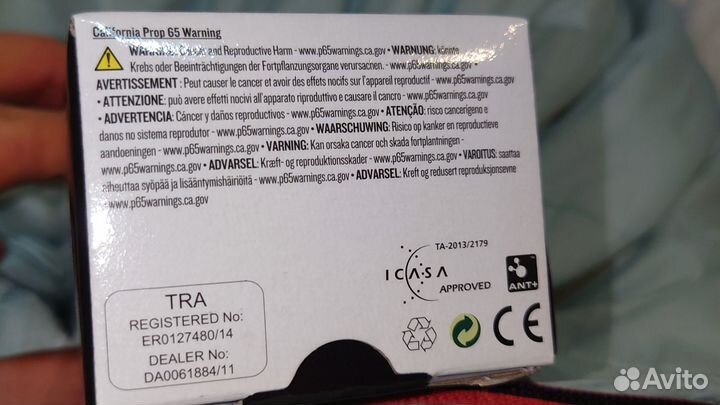 California Prop 65 Warning
WARNING: Cancer and Reproductive Harm - www.p65warnings.ca.gov • WARNUNG: könnte
Krebs oder Beeinträchtigungen der Fortpflanzungsorgane verursachen. - www.p65warnings.ca.gov •
AVERTISSEMENT : Peut causer le cancer et avoir des effets nocifs sur l'appareil reproductif - www.p65warnings.ca.gov
• ATTENZIONE: può avere effetti nocivi all'apparato riproduttivo e causare il cancro - www.p65warnings.ca.gov
• ADVERTENCIA: Cáncer y daños reproductivos - www.p65warnings.ca.gov • ATENÇÃO: risco cancerígeno e
danos no sistema reprodutor - www.p65warnings.ca.gov • WAARSCHUWING: Risico op kanker en reproductieve
aandoeningen - www.p65warnings.ca.gov • VARNING: Kan orsaka cancer och skada fortplantningen -
www.p65warnings.ca.gov • ADVARSEL: Kræft- og reproduktionsskader - www.p65warnings.ca.gov • VAROITUS: saattaa
aiheuttaa syöpää ja lisääntymishäiriöitä - www.p65warnings.ca.gov • ADVARSEL: Kreft og redusert reproduksjonsevne
- www.p65warnings.ca.gov
TA-2013/2179
ICASA
APPROVED
ANT+
TRA
REGISTERED No:
ER0127480/14
DEALER No:
DA0061884/11
CE
Avito